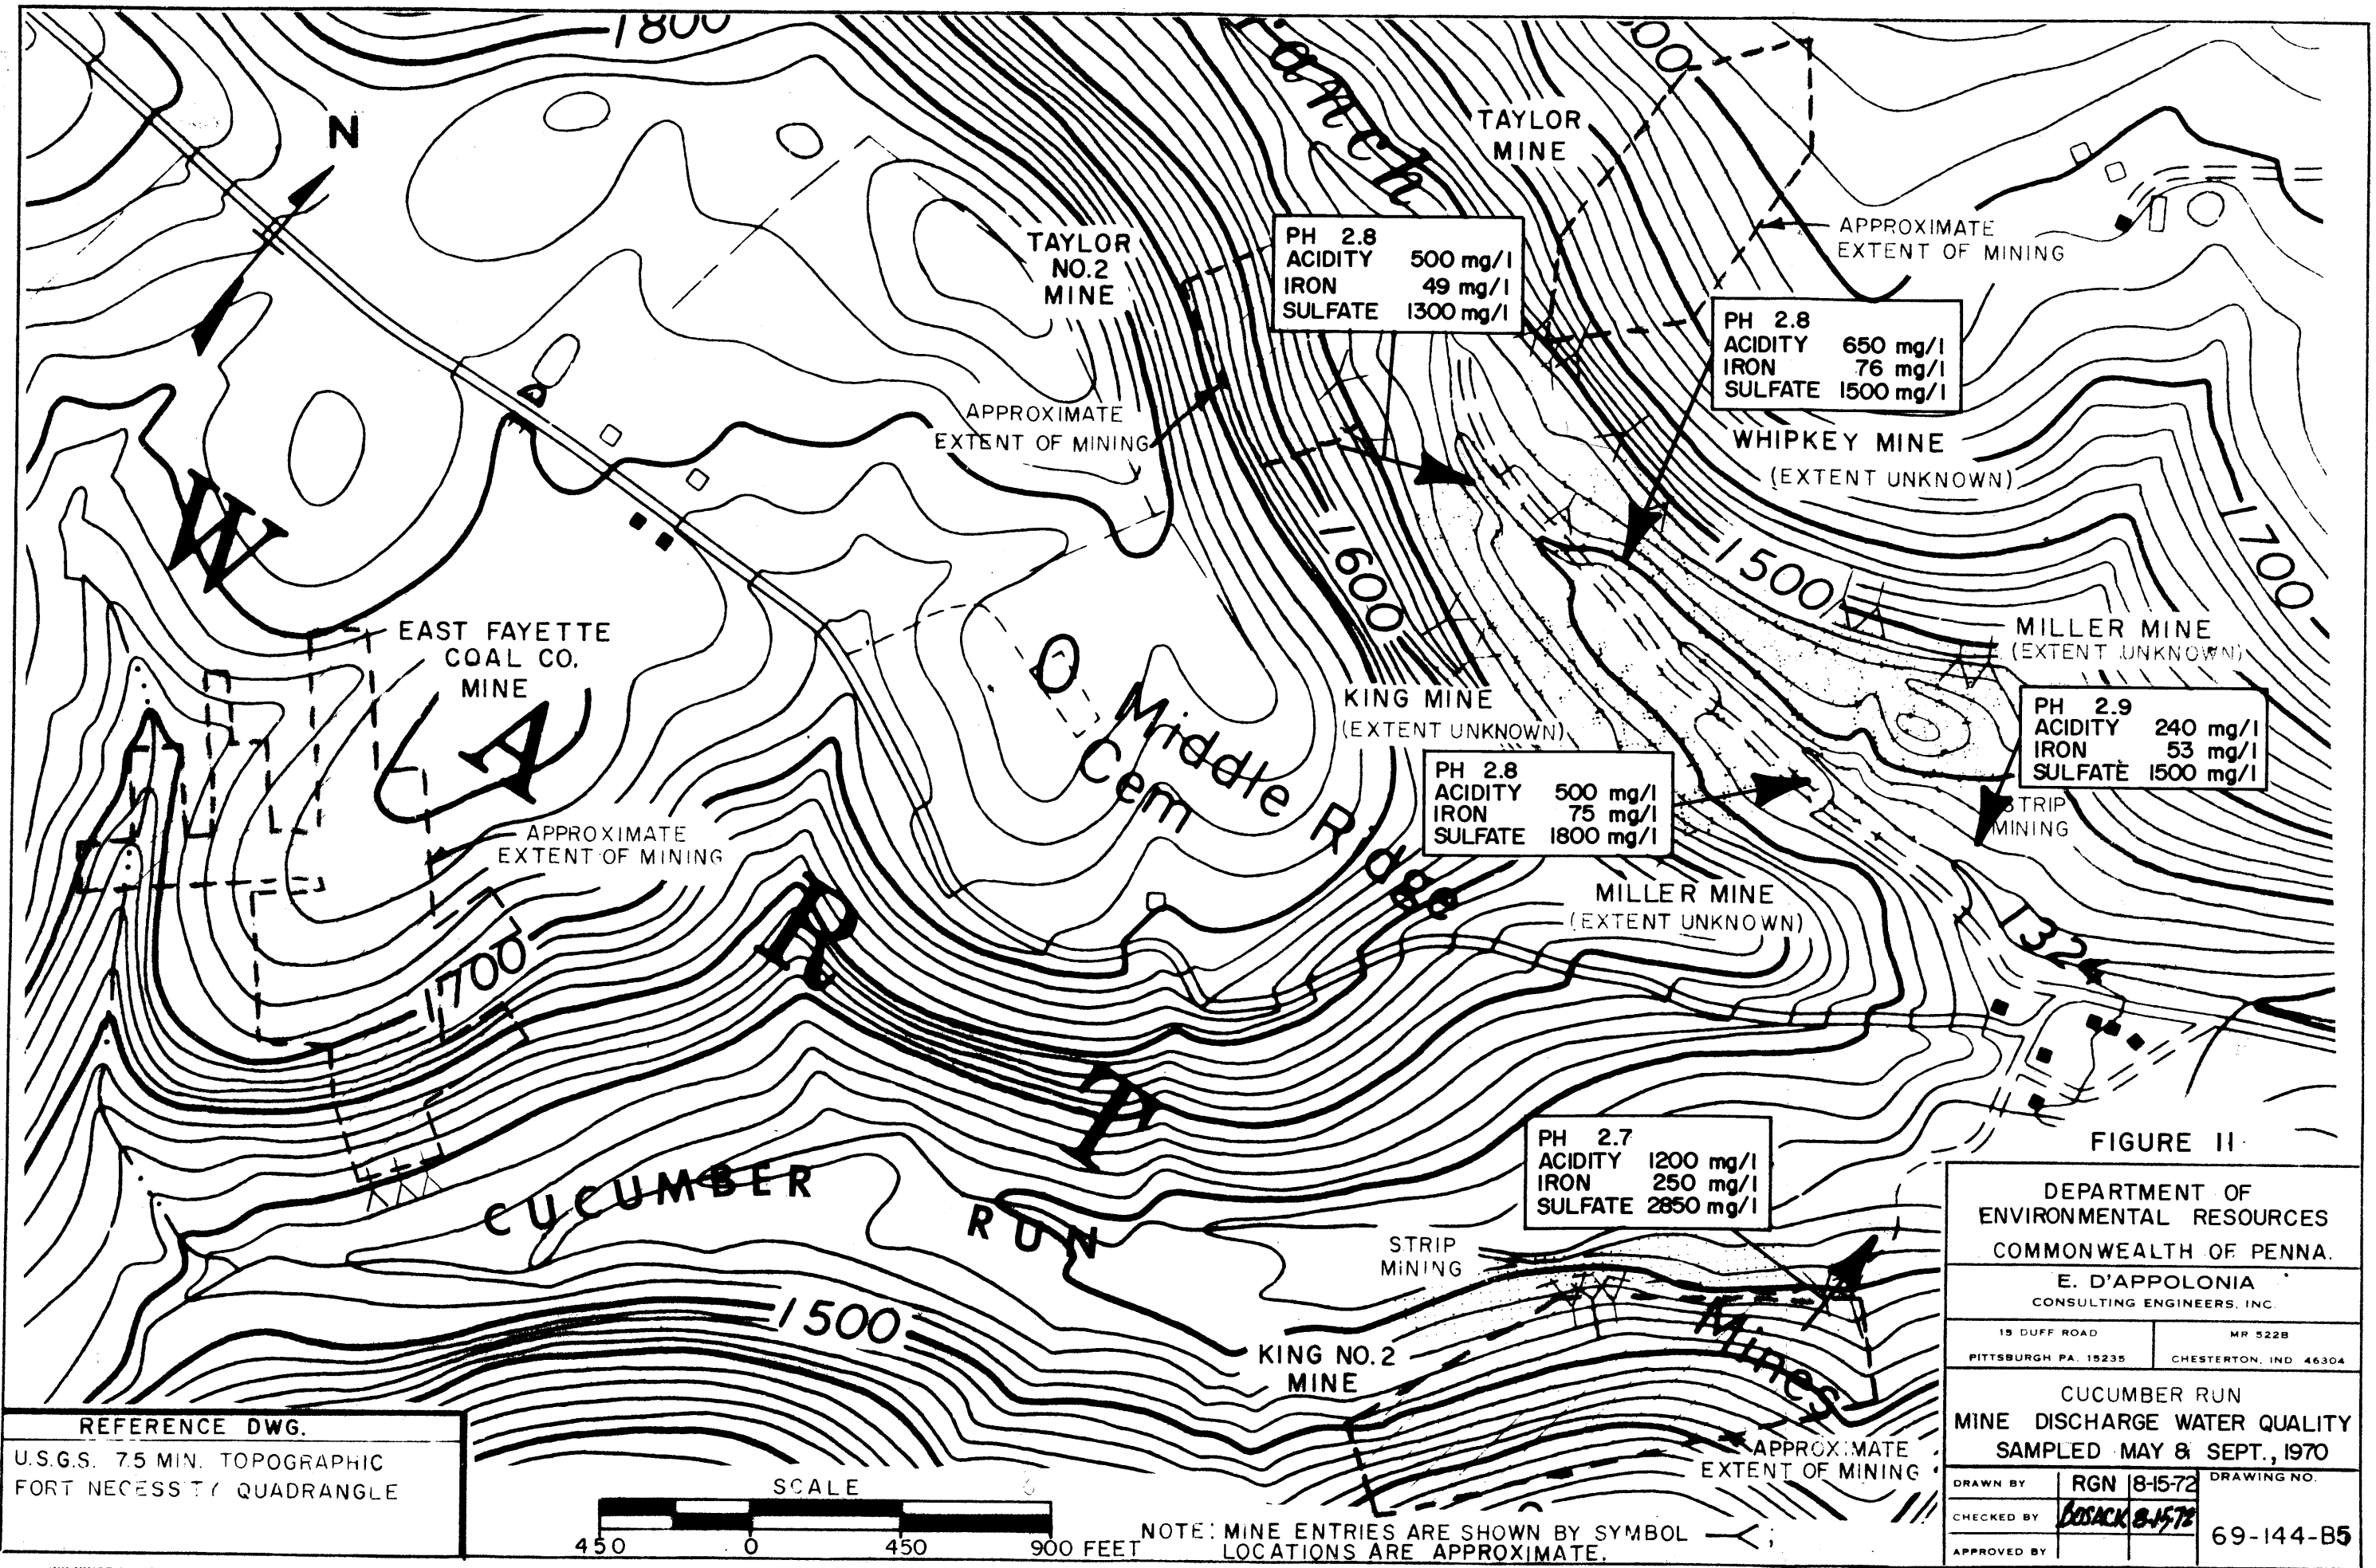 1800
ranch
00
N
TAYLOR
MINE
TAYLOR
NO.2
MINE
PH 2.8
ACIDITY 500 mg/l
IRON 49 mg/l
SULFATE 1300 mg/l
APPROXIMATE
EXTENT OF MINING
PH 2.8
ACIDITY 650 mg/l
IRON 76 mg/l
SULFATE 1500 mg/l
APPROXIMATE
EXTENT OF MINING
WHIPKEY MINE
(EXTENT UNKNOWN)
1600
1500
1700
W
A
R
T
EAST FAYETTE
COAL CO.
MINE
MILLER MINE
(EXTENT UNKNOWN)
KING MINE
(EXTENT UNKNOWN)
Middle Ridge
Cem
PH 2.9
ACIDITY 240 mg/l
IRON 53 mg/l
SULFATE 1500 mg/l
PH 2.8
ACIDITY 500 mg/l
IRON 75 mg/l
SULFATE 1800 mg/l
STRIP
MINING
APPROXIMATE
EXTENT OF MINING
MILLER MINE
(EXTENT UNKNOWN)
1700
PH 2.7
ACIDITY 1200 mg/l
IRON 250 mg/l
SULFATE 2850 mg/l
CUCUMBER RUN
STRIP
MINING
1500
Mines
KING NO.2
MINE
APPROXIMATE
EXTENT OF MINING
FIGURE 11
DEPARTMENT OF
ENVIRONMENTAL RESOURCES
COMMONWEALTH OF PENNA.
E. D'APPOLONIA
CONSULTING ENGINEERS, INC.
15 DUFF ROAD
PITTSBURGH PA. 15235
MR 522B
CHESTERTON, IND 46304
CUCUMBER RUN
MINE DISCHARGE WATER QUALITY
SAMPLED MAY & SEPT., 1970
DRAWN BY RGN 8-15-72
CHECKED BY BOSACK 8-15-72
APPROVED BY
DRAWING NO.
69-144-B5
REFERENCE DWG.
U.S.G.S. 7.5 MIN. TOPOGRAPHIC
FORT NECESSITY QUADRANGLE
SCALE
450 0 450 900 FEET
NOTE: MINE ENTRIES ARE SHOWN BY SYMBOL ;
LOCATIONS ARE APPROXIMATE.